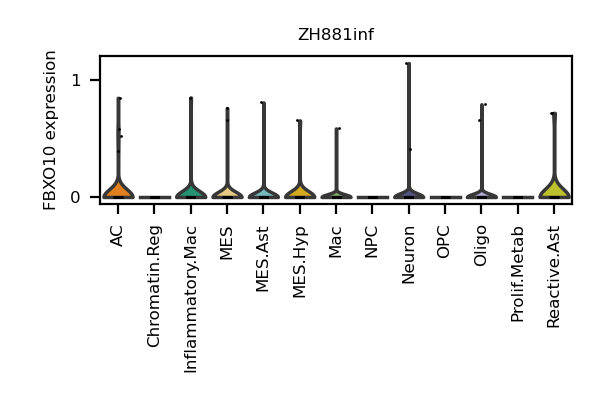 ZH881inf
FBXO10 expression
1
0
AC
Chromatin.Reg
Inflammatory.Mac
MES
MES.Ast
MES.Hyp
Mac
NPC
Neuron
OPC
Oligo
Prolif.Metab
Reactive.Ast